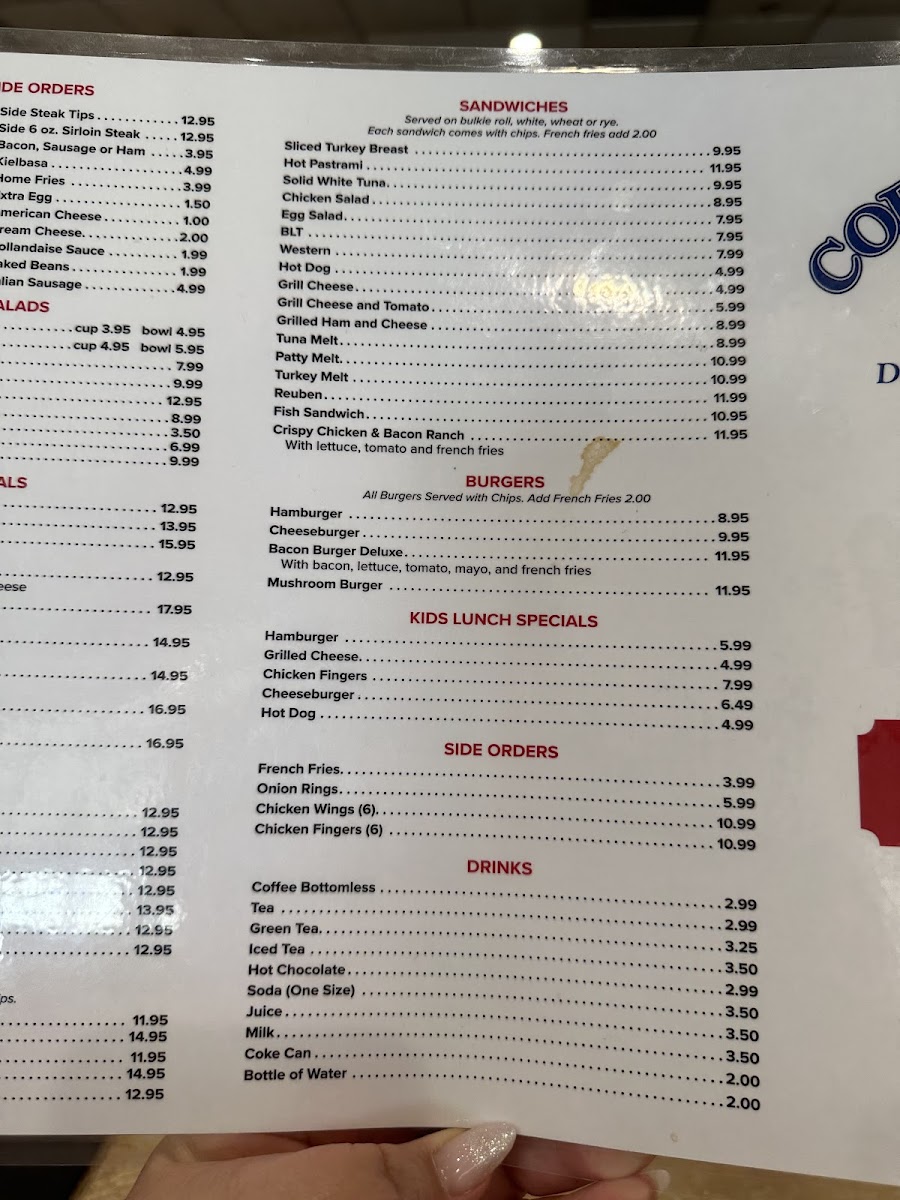 IDE ORDERS
Side Steak Tips...........12.95
Side 6 oz. Sirloin Steak .....12.95
Bacon, Sausage or Ham .....3.95
Kielbasa....................4.99
Home Fries.................3.99
xtra Egg....................1.50
merican Cheese............1.00
ream Cheese...............2.00
ollandaise Sauce...........1.99
aked Beans.................1.99
alian Sausage..............4.99
ALADS
cup 3.95 bowl 4.95
cup 4.95 bowl 5.95
7.99
9.99
12.95
8.99
3.50
6.99
9.99
ALS
12.95
13.95
15.95
12.95
eese
17.95
14.95
14.95
16.95
16.95
12.95
12.95
12.95
12.95
12.95
13.95
12.95
12.95
ps.
11.95
14.95
11.95
14.95
12.95
SANDWICHES
Served on bulkie roll, white, wheat or rye.
Each sandwich comes with chips. French fries add 2.00
Sliced Turkey Breast ........9.95
Hot Pastrami........11.95
Solid White Tuna........9.95
Chicken Salad........8.95
Egg Salad........7.95
BLT ........7.95
Western ........7.99
Hot Dog ........4.99
Grill Cheese........4.99
Grill Cheese and Tomato........5.99
Grilled Ham and Cheese ........8.99
Tuna Melt........8.99
Patty Melt........10.99
Turkey Melt ........10.99
Reuben........11.99
Fish Sandwich........10.95
Crispy Chicken & Bacon Ranch ........11.95
With lettuce, tomato and french fries
BURGERS
All Burgers Served with Chips. Add French Fries 2.00
Hamburger ........8.95
Cheeseburger........9.95
Bacon Burger Deluxe........11.95
With bacon, lettuce, tomato, mayo, and french fries
Mushroom Burger ........11.95
KIDS LUNCH SPECIALS
Hamburger ........5.99
Grilled Cheese........4.99
Chicken Fingers ........7.99
Cheeseburger........6.49
Hot Dog ........4.99
SIDE ORDERS
French Fries........3.99
Onion Rings........5.99
Chicken Wings (6)........10.99
Chicken Fingers (6) ........10.99
DRINKS
Coffee Bottomless ........2.99
Tea ........2.99
Green Tea........3.25
Iced Tea ........3.50
Hot Chocolate........2.99
Soda (One Size) ........3.50
Juice........3.50
Milk........3.50
Coke Can........2.00
Bottle of Water ........2.00
CO
D